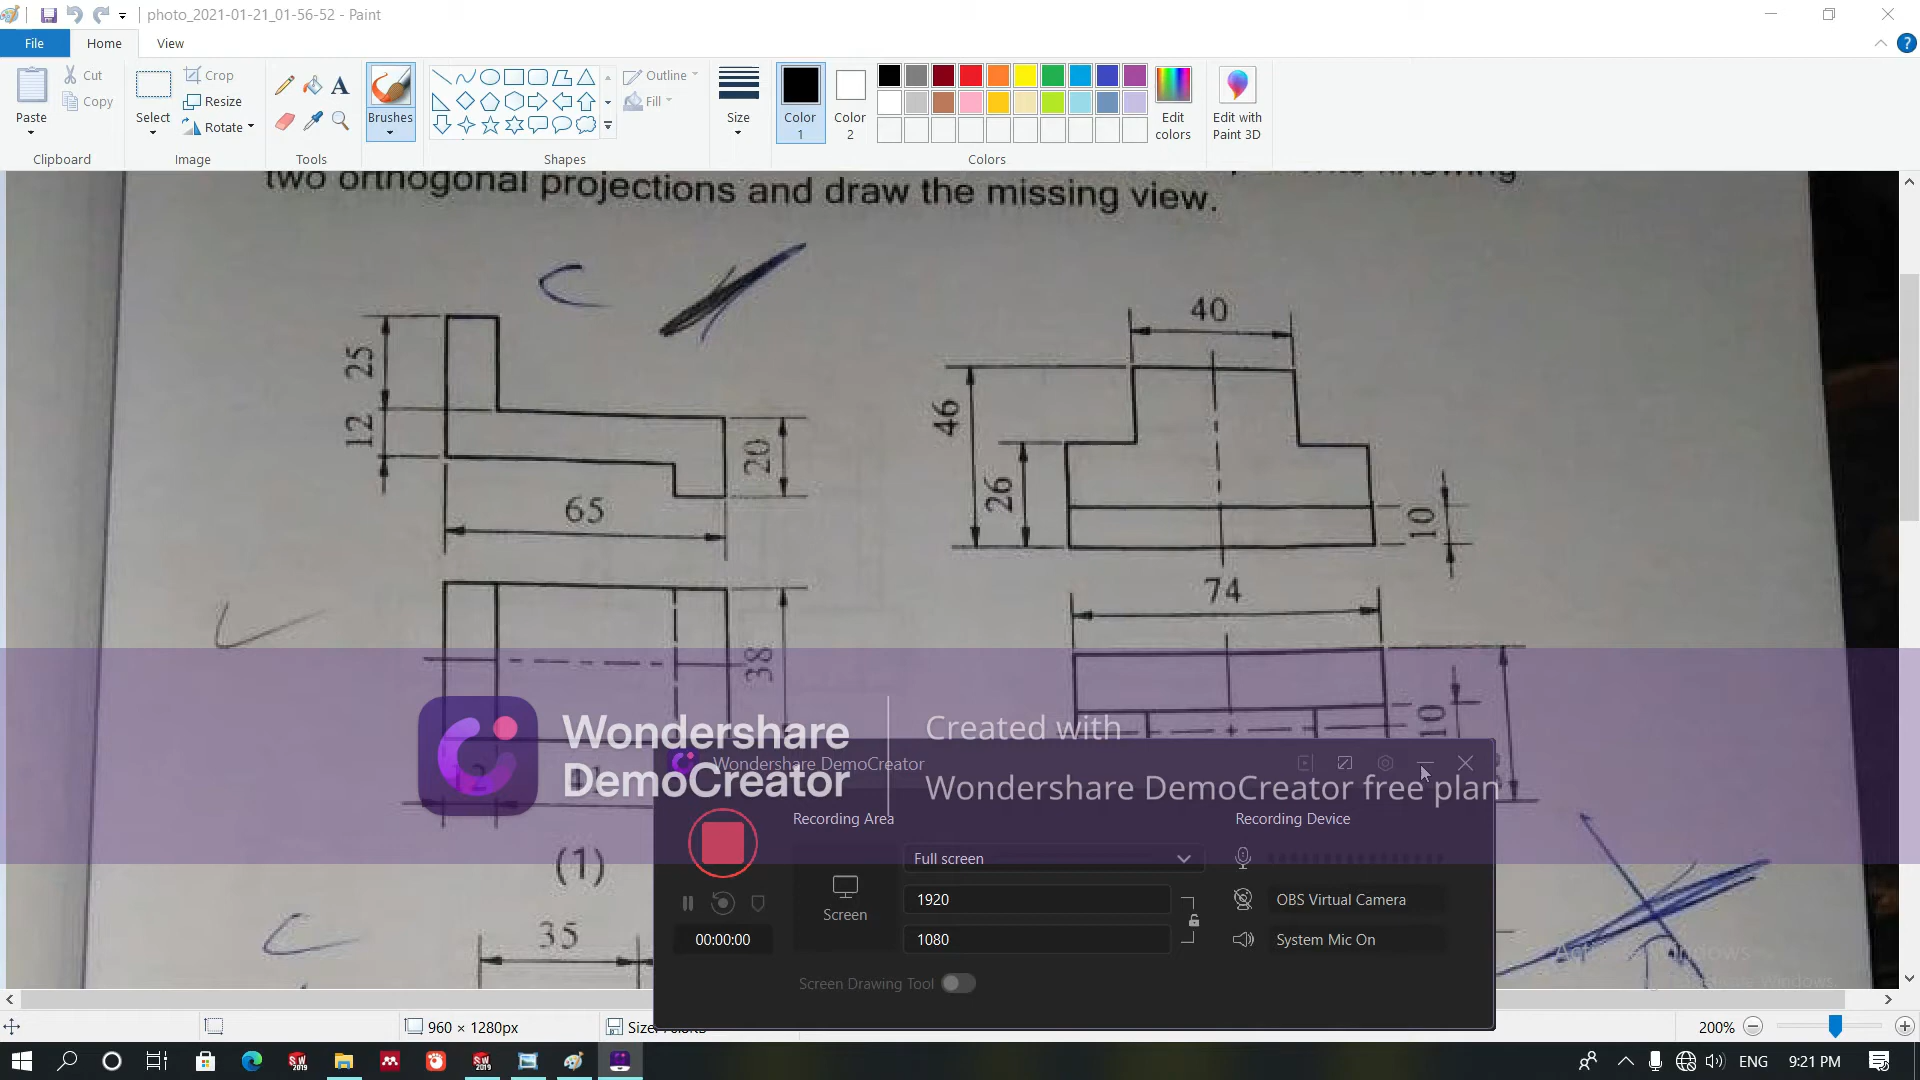 photo_2021-01-21_01-56-52 - Paint
File
Home
View
Paste
Cut
Copy
Clipboard
Select
Crop
Resize
Rotate
Image
Tools
Brushes
Shapes
Outline
Fill
Size
Color 1
Color 2
Colors
Edit colors
Edit with Paint 3D
two orthogonal projections and draw the missing view.
25
12
20
65
38
40
46
26
10
74
10
(1)
35
Wondershare
DemoCreator
Created with
Wondershare DemoCreator free plan
Wondershare DemoCreator
Recording Area
Recording Device
Full screen
Screen
1920
1080
OBS Virtual Camera
System Mic On
00:00:00
Screen Drawing Tool
960 × 1280px
200%
ENG
9:21 PM